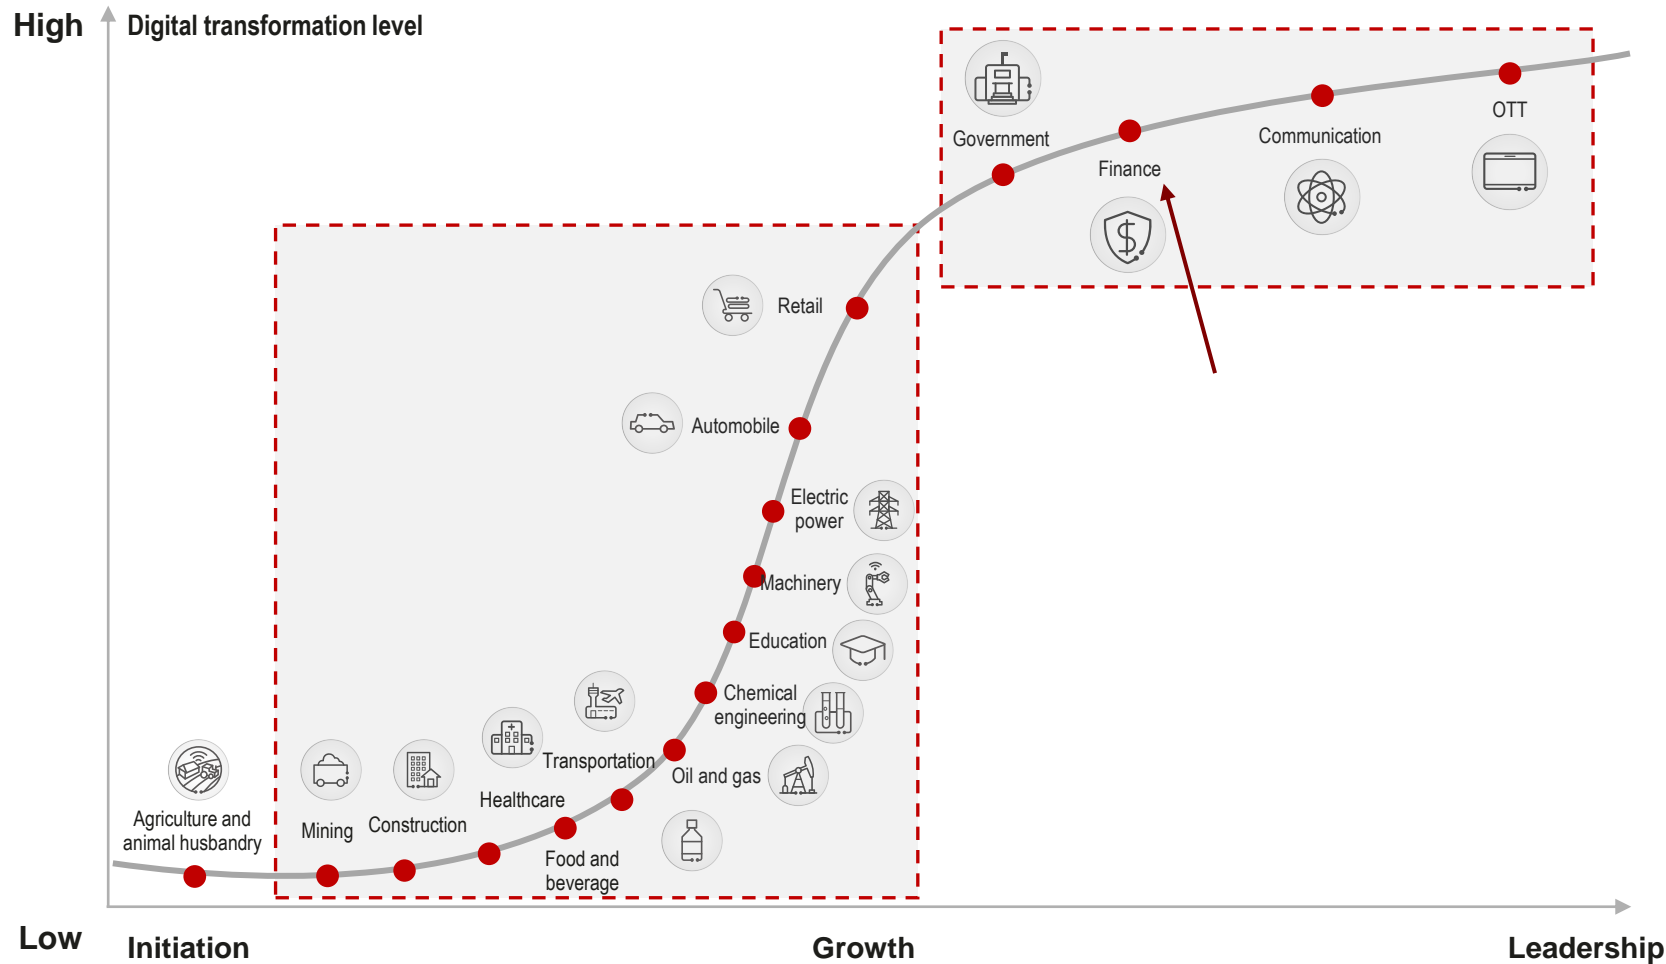 High
Digital transformation level
Government
Finance
Communication
OTT
Retail
Automobile
Electric
power
Machinery
Education
Chemical
engineering
Transportation
Oil and gas
Healthcare
Agriculture and
animal husbandry
Mining
Construction
Food and
beverage
Low
Initiation
Growth
Leadership